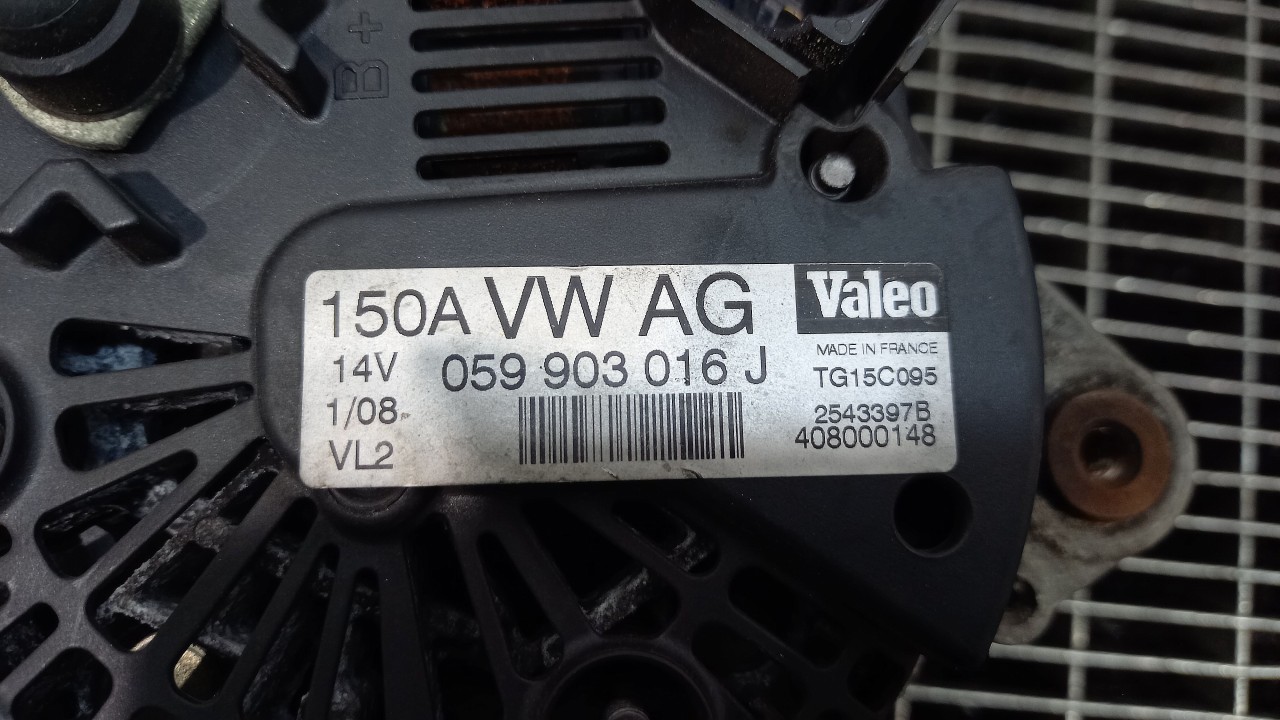 B+
150A VW AG Valeo
MADE IN FRANCE
14V 059 903 016 J TG15C095
1/08 2543397B
VL2 408000148